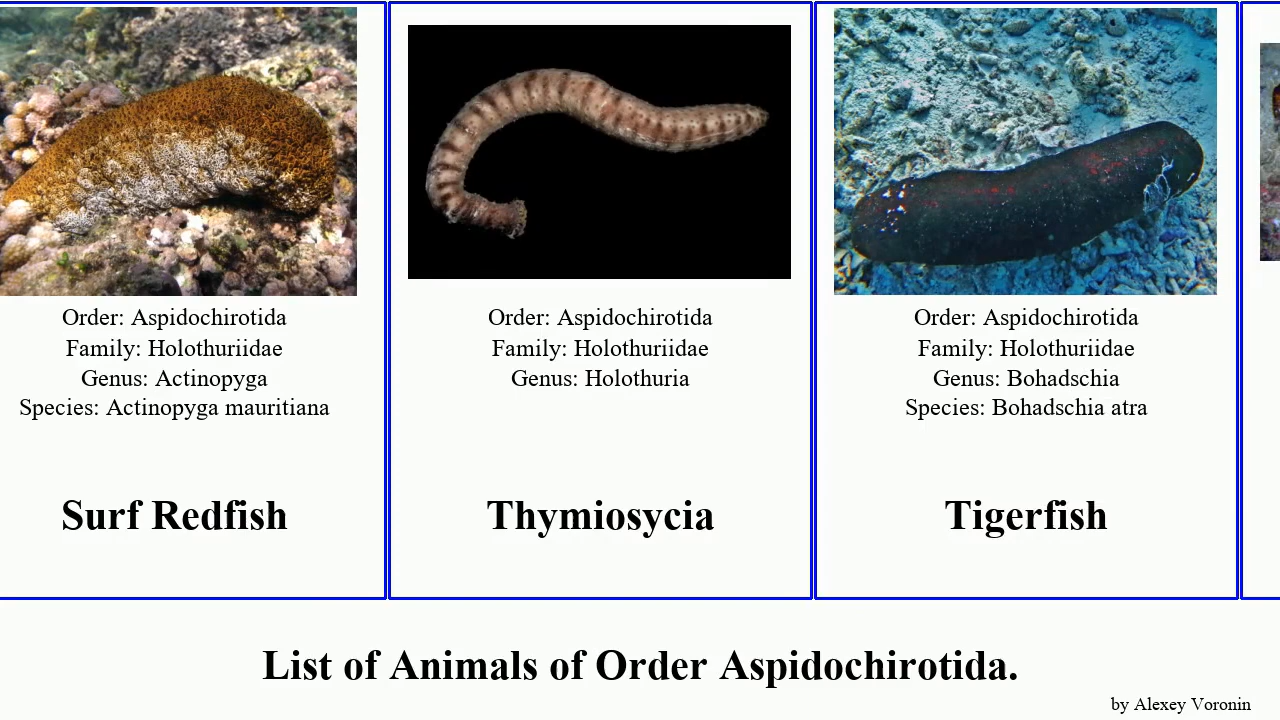 Order: Aspidochirotida
Family: Holothuriidae
Genus: Actinopyga
Species: Actinopyga mauritiana
Surf Redfish
Order: Aspidochirotida
Family: Holothuriidae
Genus: Holothuria
Thymiosycia
Order: Aspidochirotida
Family: Holothuriidae
Genus: Bohadschia
Species: Bohadschia atra
Tigerfish
List of Animals of Order Aspidochirotida.
by Alexey Voronin